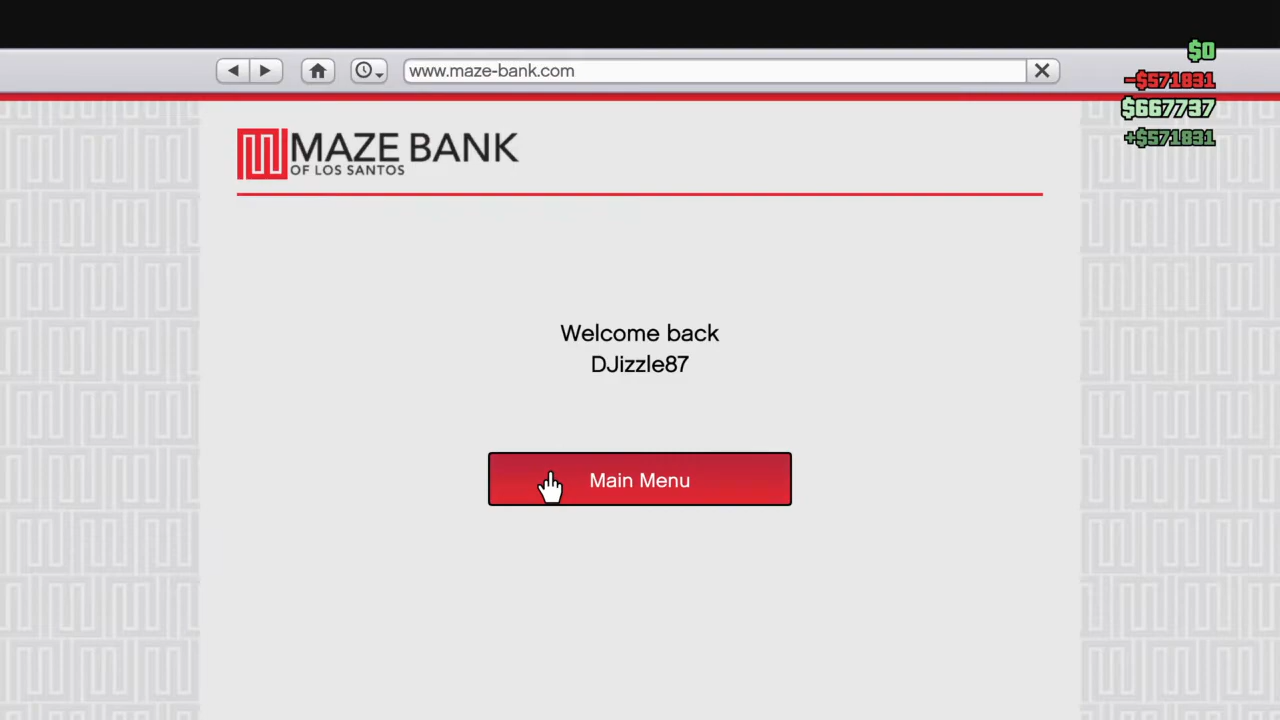 www.maze-bank.com
$0
-$571831
$667737
+$571831
MAZE BANK
OF LOS SANTOS
Welcome back
DJizzle87
Main Menu